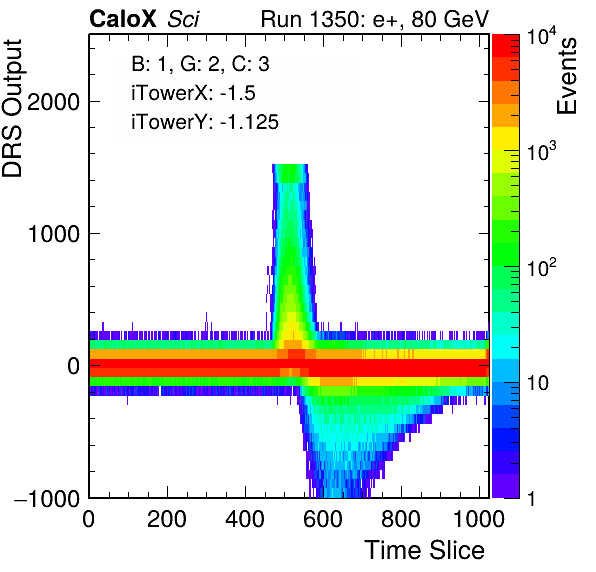 CaloX Sci Run 1350: e+, 80 GeV
B: 1, G: 2, C: 3
iTowerX: -1.5
iTowerY: -1.125
DRS Output
2000
1000
0
−1000
0 200 400 600 800 1000
Time Slice
Events
10^4
10^3
10^2
10
1